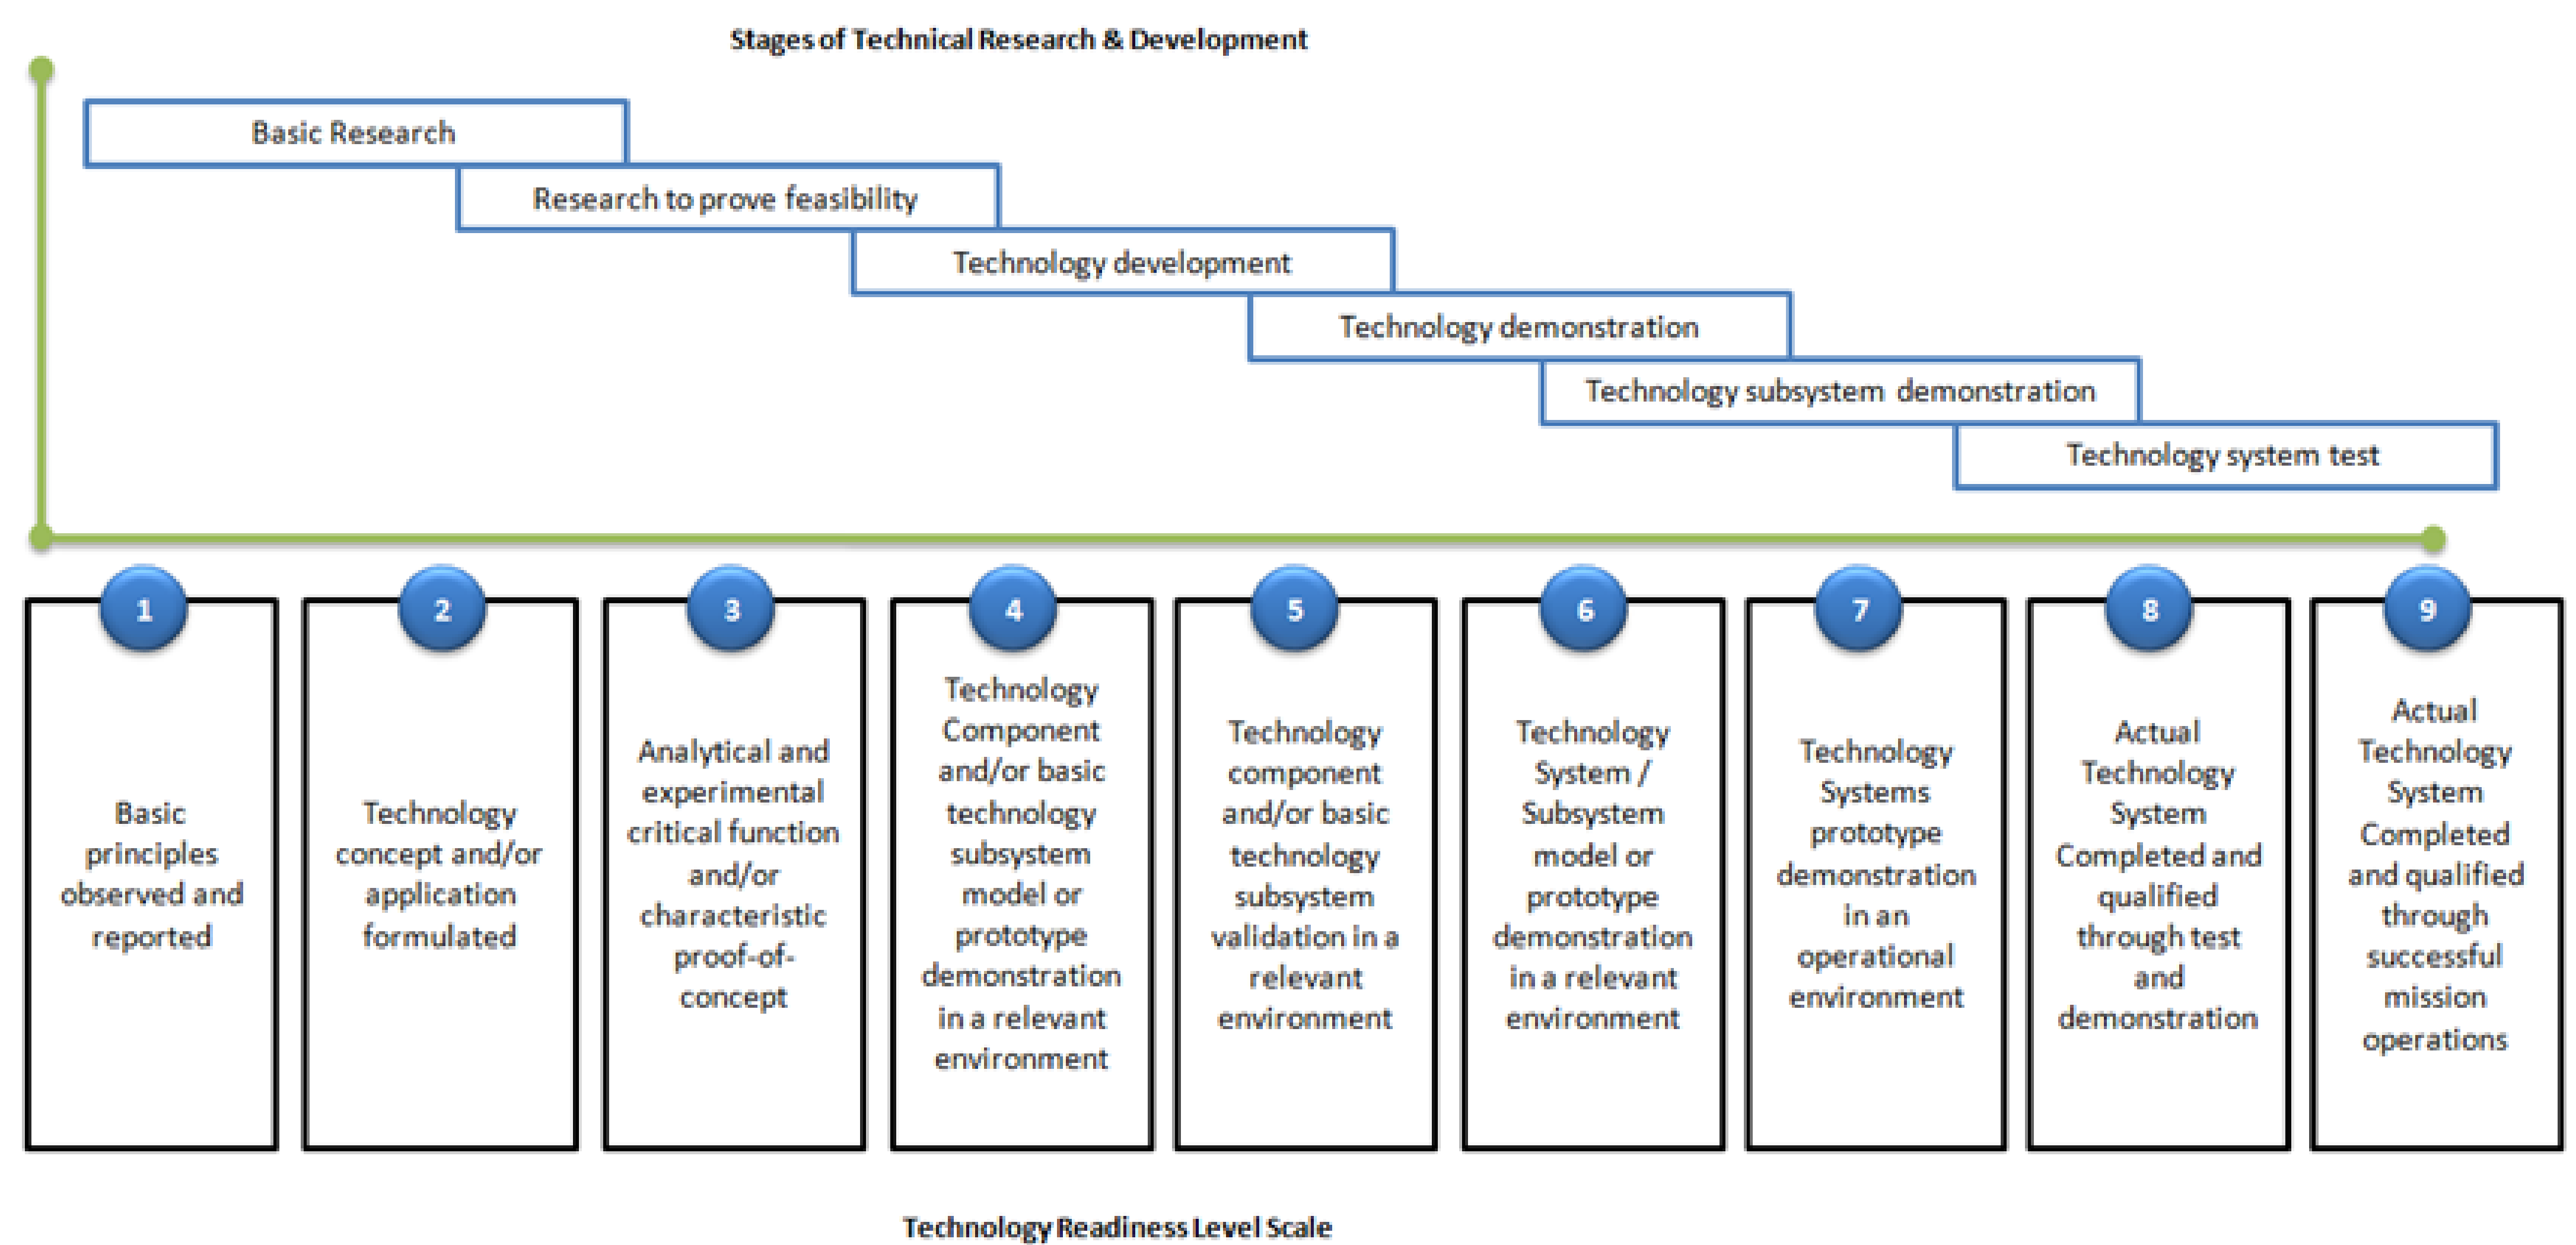 Stages of Technical Research & Development
Basic Research
Research to prove feasibility
Technology development
Technology demonstration
Technology subsystem demonstration
Technology system test
1
Basic
principles
observed and
reported
2
Technology
concept and/or
application
formulated
3
Analytical and
experimental
critical function
and/or
characteristic
proof-of-
concept
4
Technology
Component
and/or basic
technology
subsystem
model or
prototype
demonstration
in a relevant
environment
5
Technology
component
and/or basic
technology
subsystem
validation in a
relevant
environment
6
Technology
System /
Subsystem
model or
prototype
demonstration
in a relevant
environment
7
Technology
Systems
prototype
demonstration
in an
operational
environment
8
Actual
Technology
System
Completed and
qualified
through test
and
demonstration
9
Actual
Technology
System
Completed
and qualified
through
successful
mission
operations
Technology Readiness Level Scale